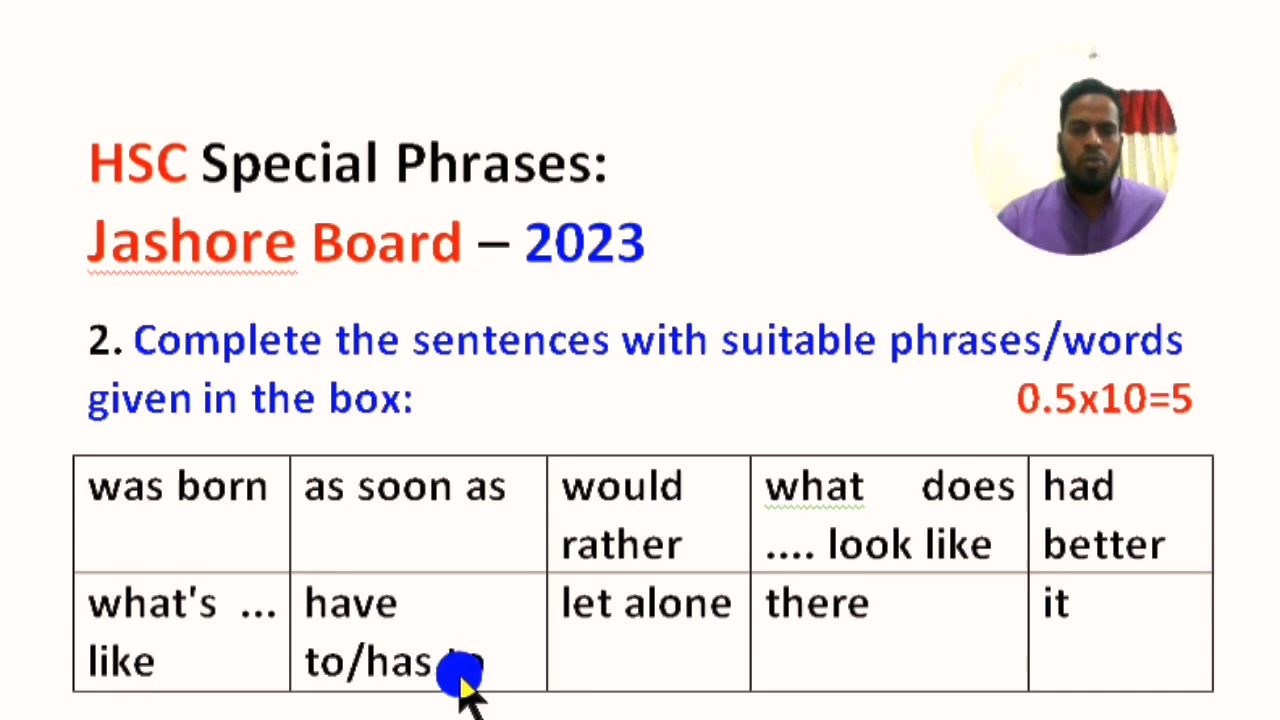 HSC Special Phrases:
Jashore Board – 2023
2. Complete the sentences with suitable phrases/words
given in the box: 0.5x10=5
was born as soon as would rather what does .... look like had better
what's ... like have to/has let alone there it